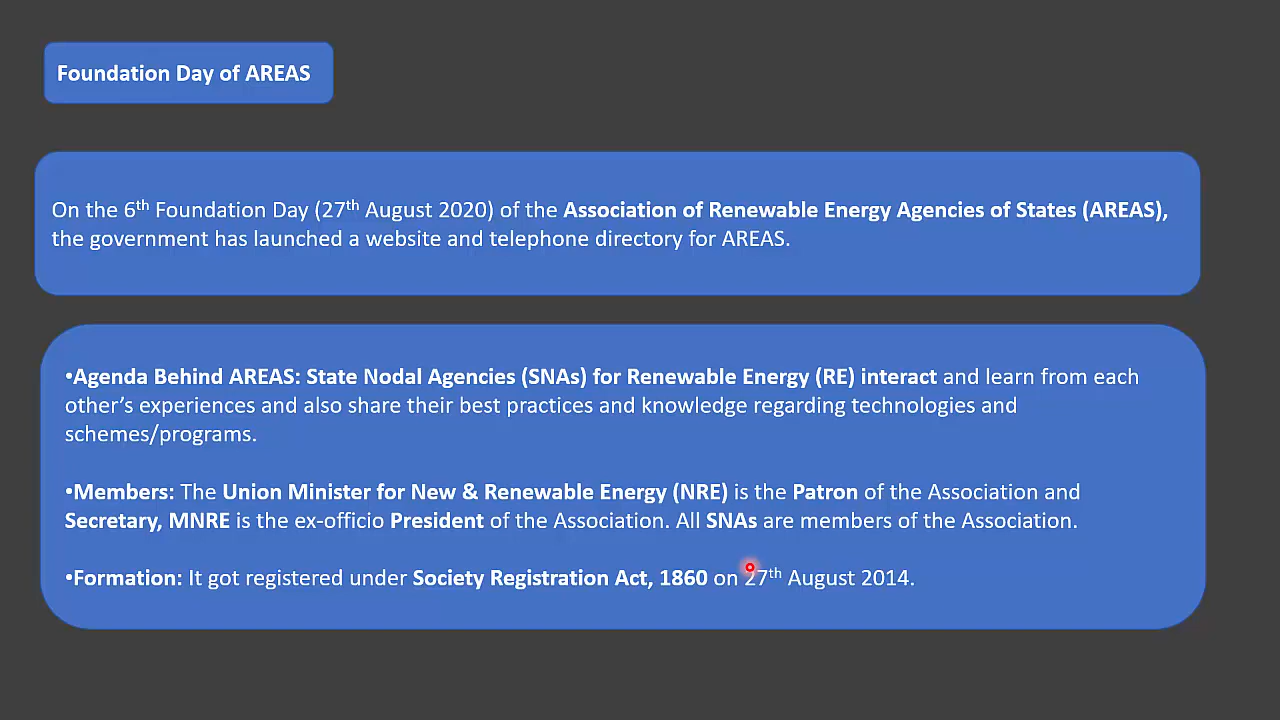 Foundation Day of AREAS
On the 6th Foundation Day (27th August 2020) of the Association of Renewable Energy Agencies of States (AREAS),
the government has launched a website and telephone directory for AREAS.
•Agenda Behind AREAS: State Nodal Agencies (SNAs) for Renewable Energy (RE) interact and learn from each
other's experiences and also share their best practices and knowledge regarding technologies and
schemes/programs.
•Members: The Union Minister for New & Renewable Energy (NRE) is the Patron of the Association and
Secretary, MNRE is the ex-officio President of the Association. All SNAs are members of the Association.
•Formation: It got registered under Society Registration Act, 1860 on 27th August 2014.